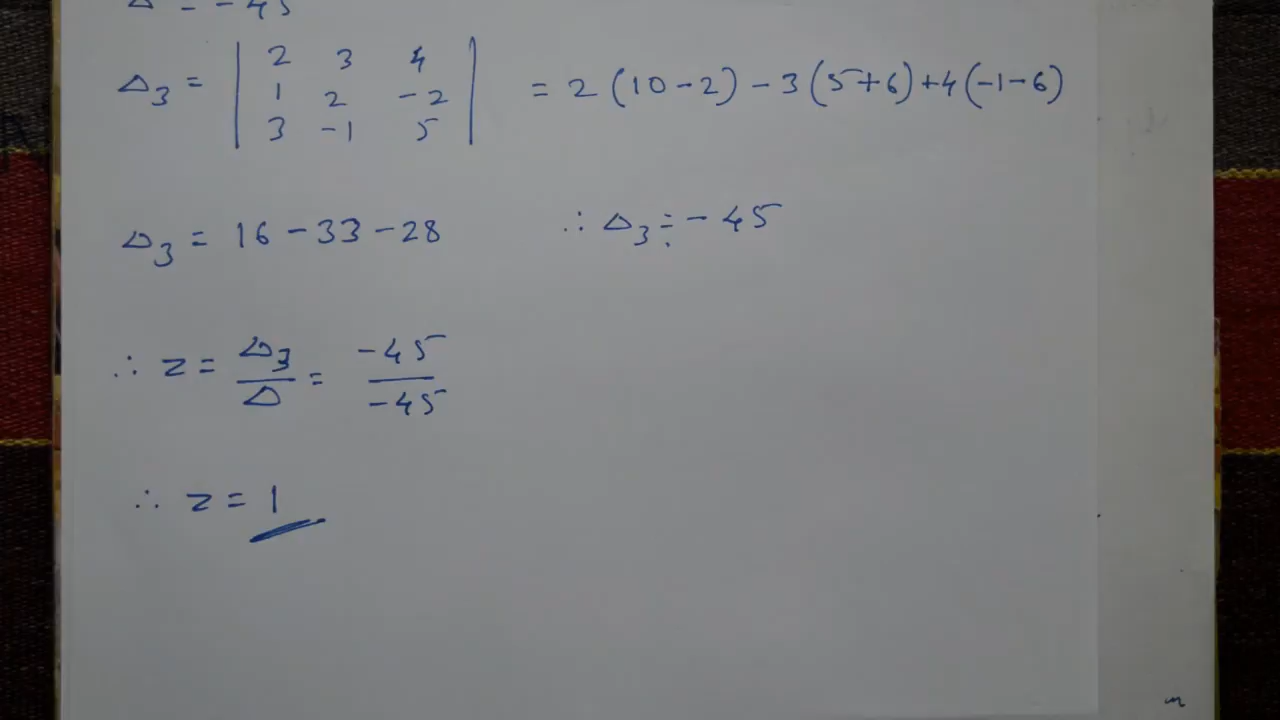 Δ = -45
Δ3 = | 2 3 4 | = 2(10-2) -3(5+6)+4(-1-6)
| 1 2 -2 |
| 3 -1 5 |
Δ3 = 16 -33 -28 ∴ Δ3 = -45
∴ z = Δ3/Δ = -45/-45
∴ z = 1